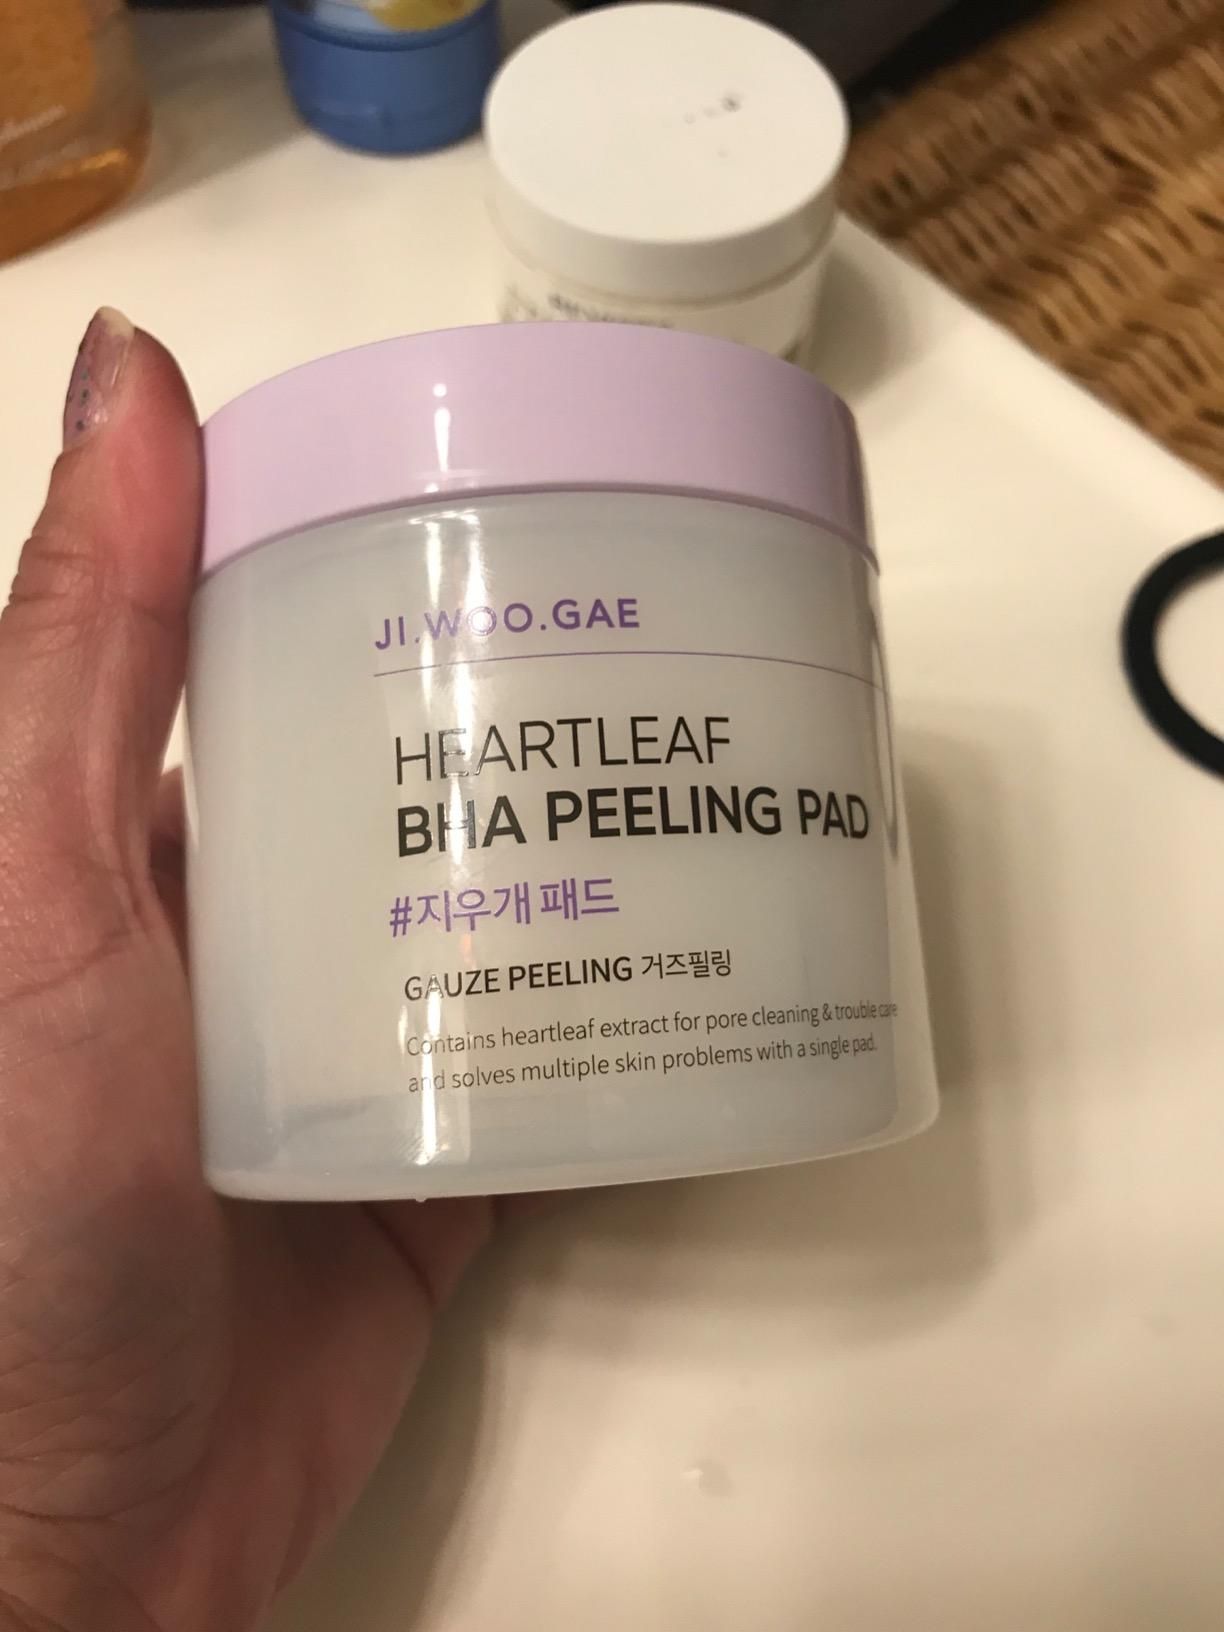 JI.WOO.GAE
HEARTLEAF
BHA PEELING PAD
#지우개 패드
GAUZE PEELING 거즈필링
Contains heartleaf extract for pore cleaning & trouble care
and solves multiple skin problems with a single pad.